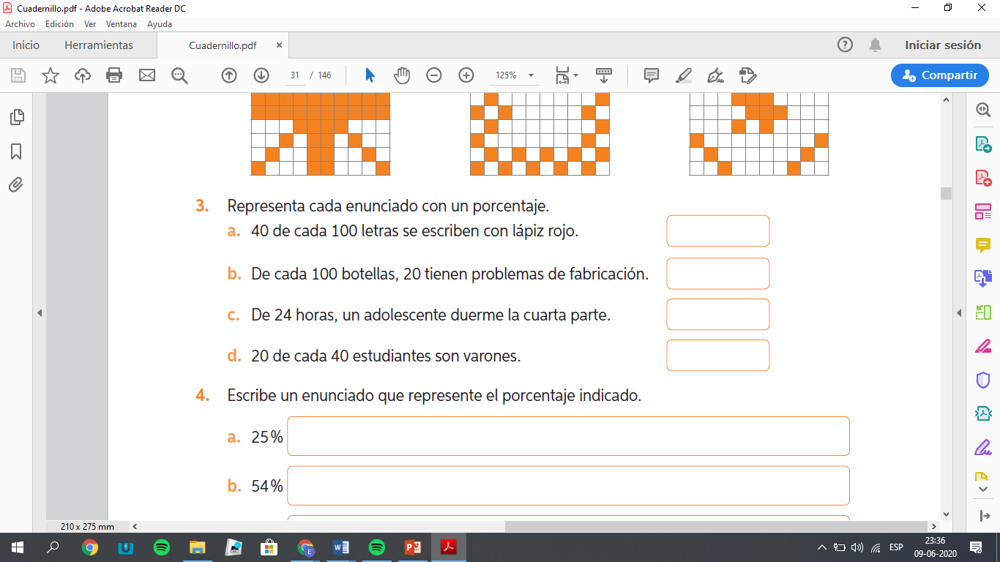 Cuadernillo.pdf - Adobe Acrobat Reader DC
Archivo Edición Ver Ventana Ayuda
Inicio Herramientas Cuadernillo.pdf × Iniciar sesión
31 / 146 125% Compartir
3. Representa cada enunciado con un porcentaje.
a. 40 de cada 100 letras se escriben con lápiz rojo.
b. De cada 100 botellas, 20 tienen problemas de fabricación.
c. De 24 horas, un adolescente duerme la cuarta parte.
d. 20 de cada 40 estudiantes son varones.
4. Escribe un enunciado que represente el porcentaje indicado.
a. 25 %
b. 54 %
210 x 275 mm
ESP
23:36
09-06-2020